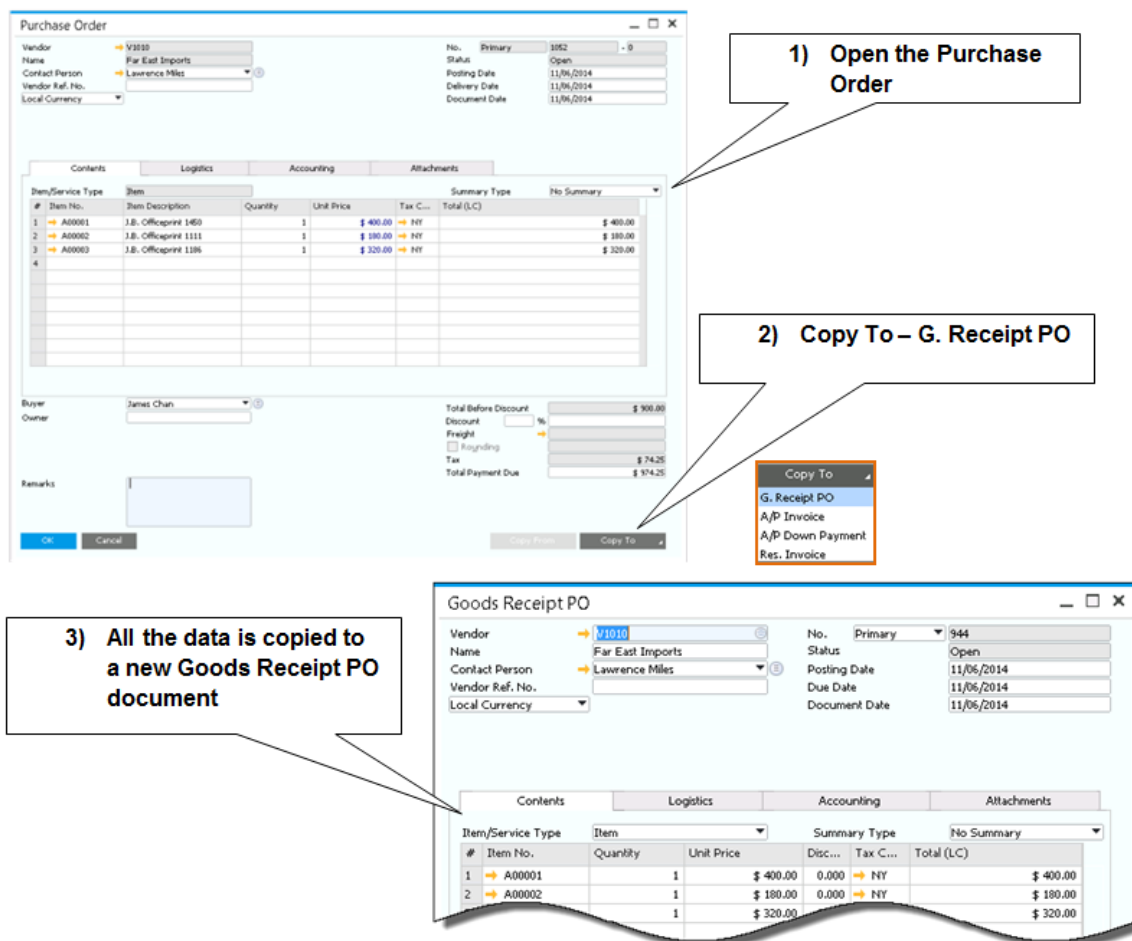 Purchase Order
Vendor V1010
Name Far East Imports
Contact Person Lawrence Miles
Vendor Ref. No.
Local Currency
No. Primary 1052 - 0
Status Open
Posting Date 11/06/2014
Delivery Date 11/06/2014
Document Date 11/06/2014
1) Open the Purchase
Order
Contents Logistics Accounting Attachments
Item/Service Type Item Summary Type No Summary
# Item No. Item Description Quantity Unit Price Tax C... Total (LC)
1 A00001 J.B. Officeprint 1450 1 $ 400.00 NY $ 400.00
2 A00002 J.B. Officeprint 1111 1 $ 180.00 NY $ 180.00
3 A00003 J.B. Officeprint 1186 1 $ 320.00 NY $ 320.00
4
2) Copy To – G. Receipt PO
Buyer James Chan
Owner
Total Before Discount $ 900.00
Discount %
Freight
Rounding
Tax $ 74.25
Total Payment Due $ 974.25
Remarks
OK Cancel Copy From Copy To
Copy To
G. Receipt PO
A/P Invoice
A/P Down Payment
Res. Invoice
3) All the data is copied to
a new Goods Receipt PO
document
Goods Receipt PO
Vendor V1010
Name Far East Imports
Contact Person Lawrence Miles
Vendor Ref. No.
Local Currency
No. Primary 944
Status Open
Posting Date 11/06/2014
Due Date 11/06/2014
Document Date 11/06/2014
Contents Logistics Accounting Attachments
Item/Service Type Item Summary Type No Summary
# Item No. Quantity Unit Price Disc... Tax C... Total (LC)
1 A00001 1 $ 400.00 0.000 NY $ 400.00
2 A00002 1 $ 180.00 0.000 NY $ 180.00
1 $ 320.00 $ 320.00